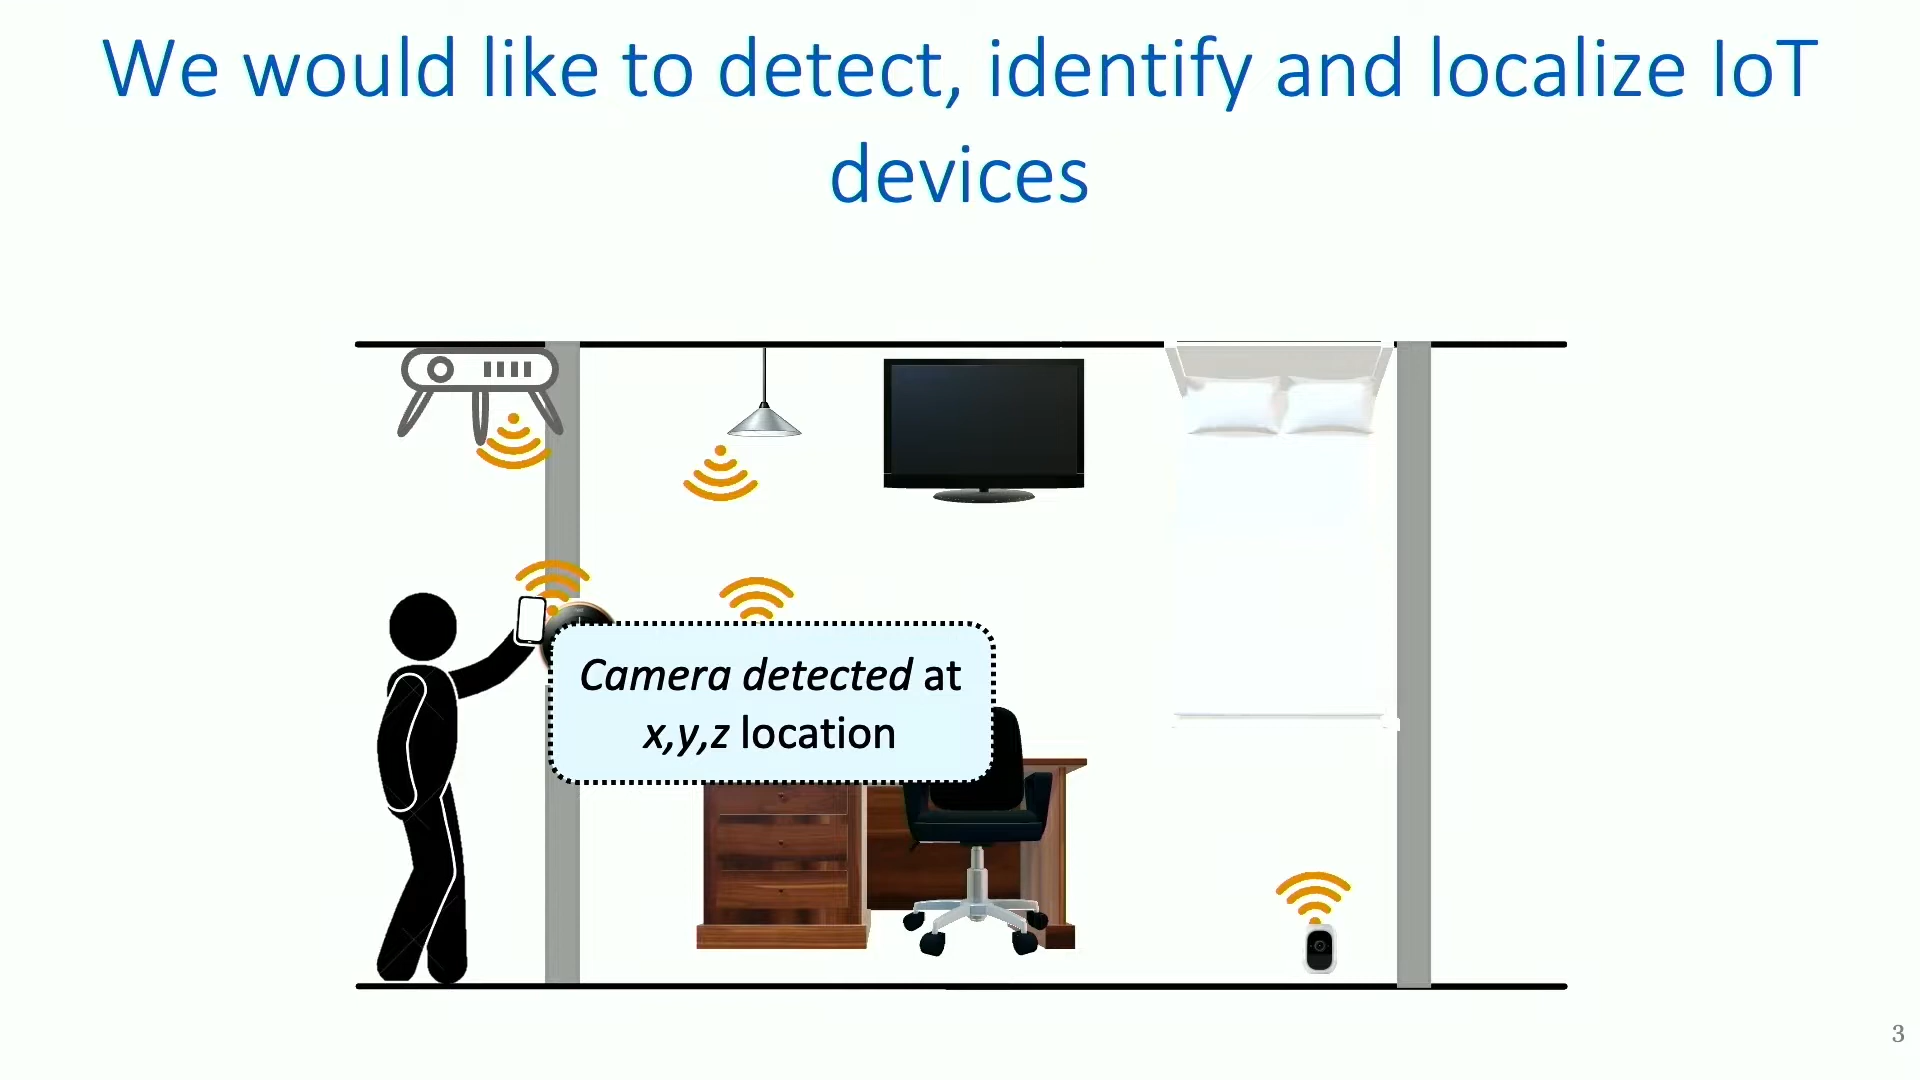 We would like to detect, identify and localize IoT
devices
Camera detected at
x,y,z location
3